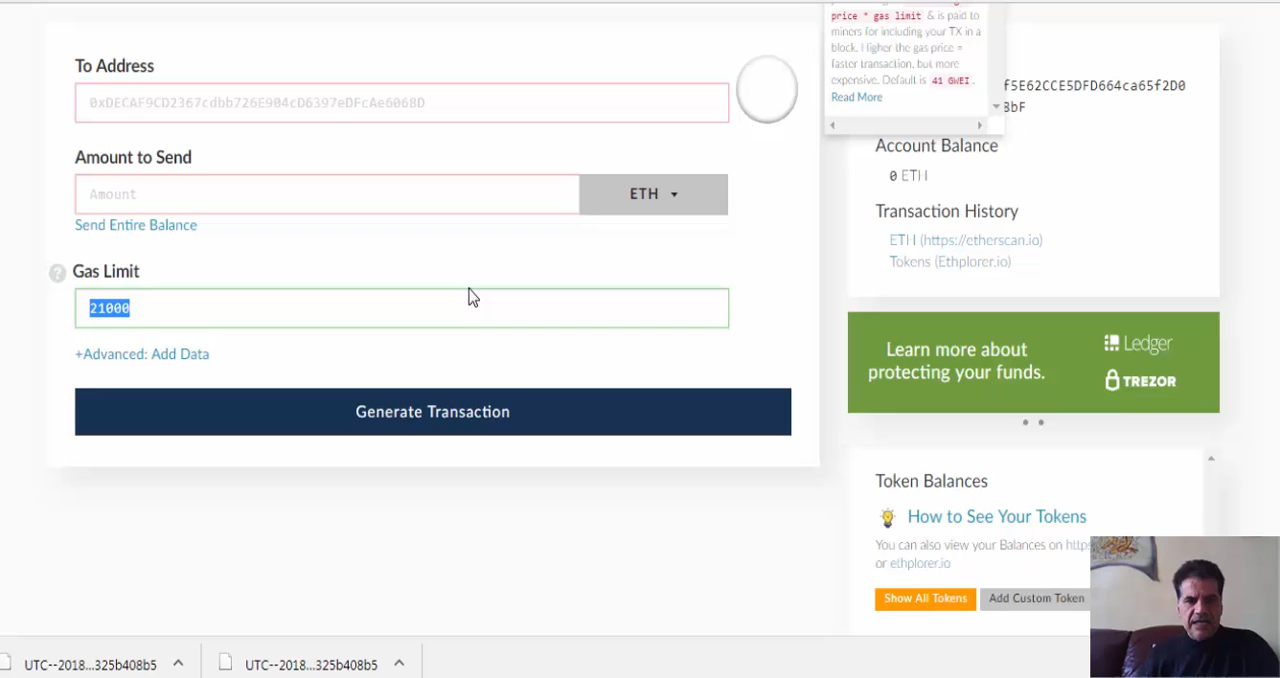 To Address
0xDECAF9CD2367cdbb726E904cD6397eDFcAe6068D
Amount to Send
Amount
ETH
Send Entire Balance
? Gas Limit
21000
+Advanced: Add Data
Generate Transaction
price * gas limit & is paid to
miners for including your TX in a
block. Higher the gas price =
faster transaction, but more
expensive. Default is 41 GWEI.
Read More
f5E62CCE5DFD664ca65f2D0
8bF
Account Balance
0 ETH
Transaction History
ETH (https://etherscan.io)
Tokens (Ethplorer.io)
Learn more about
protecting your funds.
Ledger
TREZOR
Token Balances
How to See Your Tokens
You can also view your Balances on http
or ethplorer.io
Show All Tokens
Add Custom Token
UTC--2018...325b408b5
UTC--2018...325b408b5